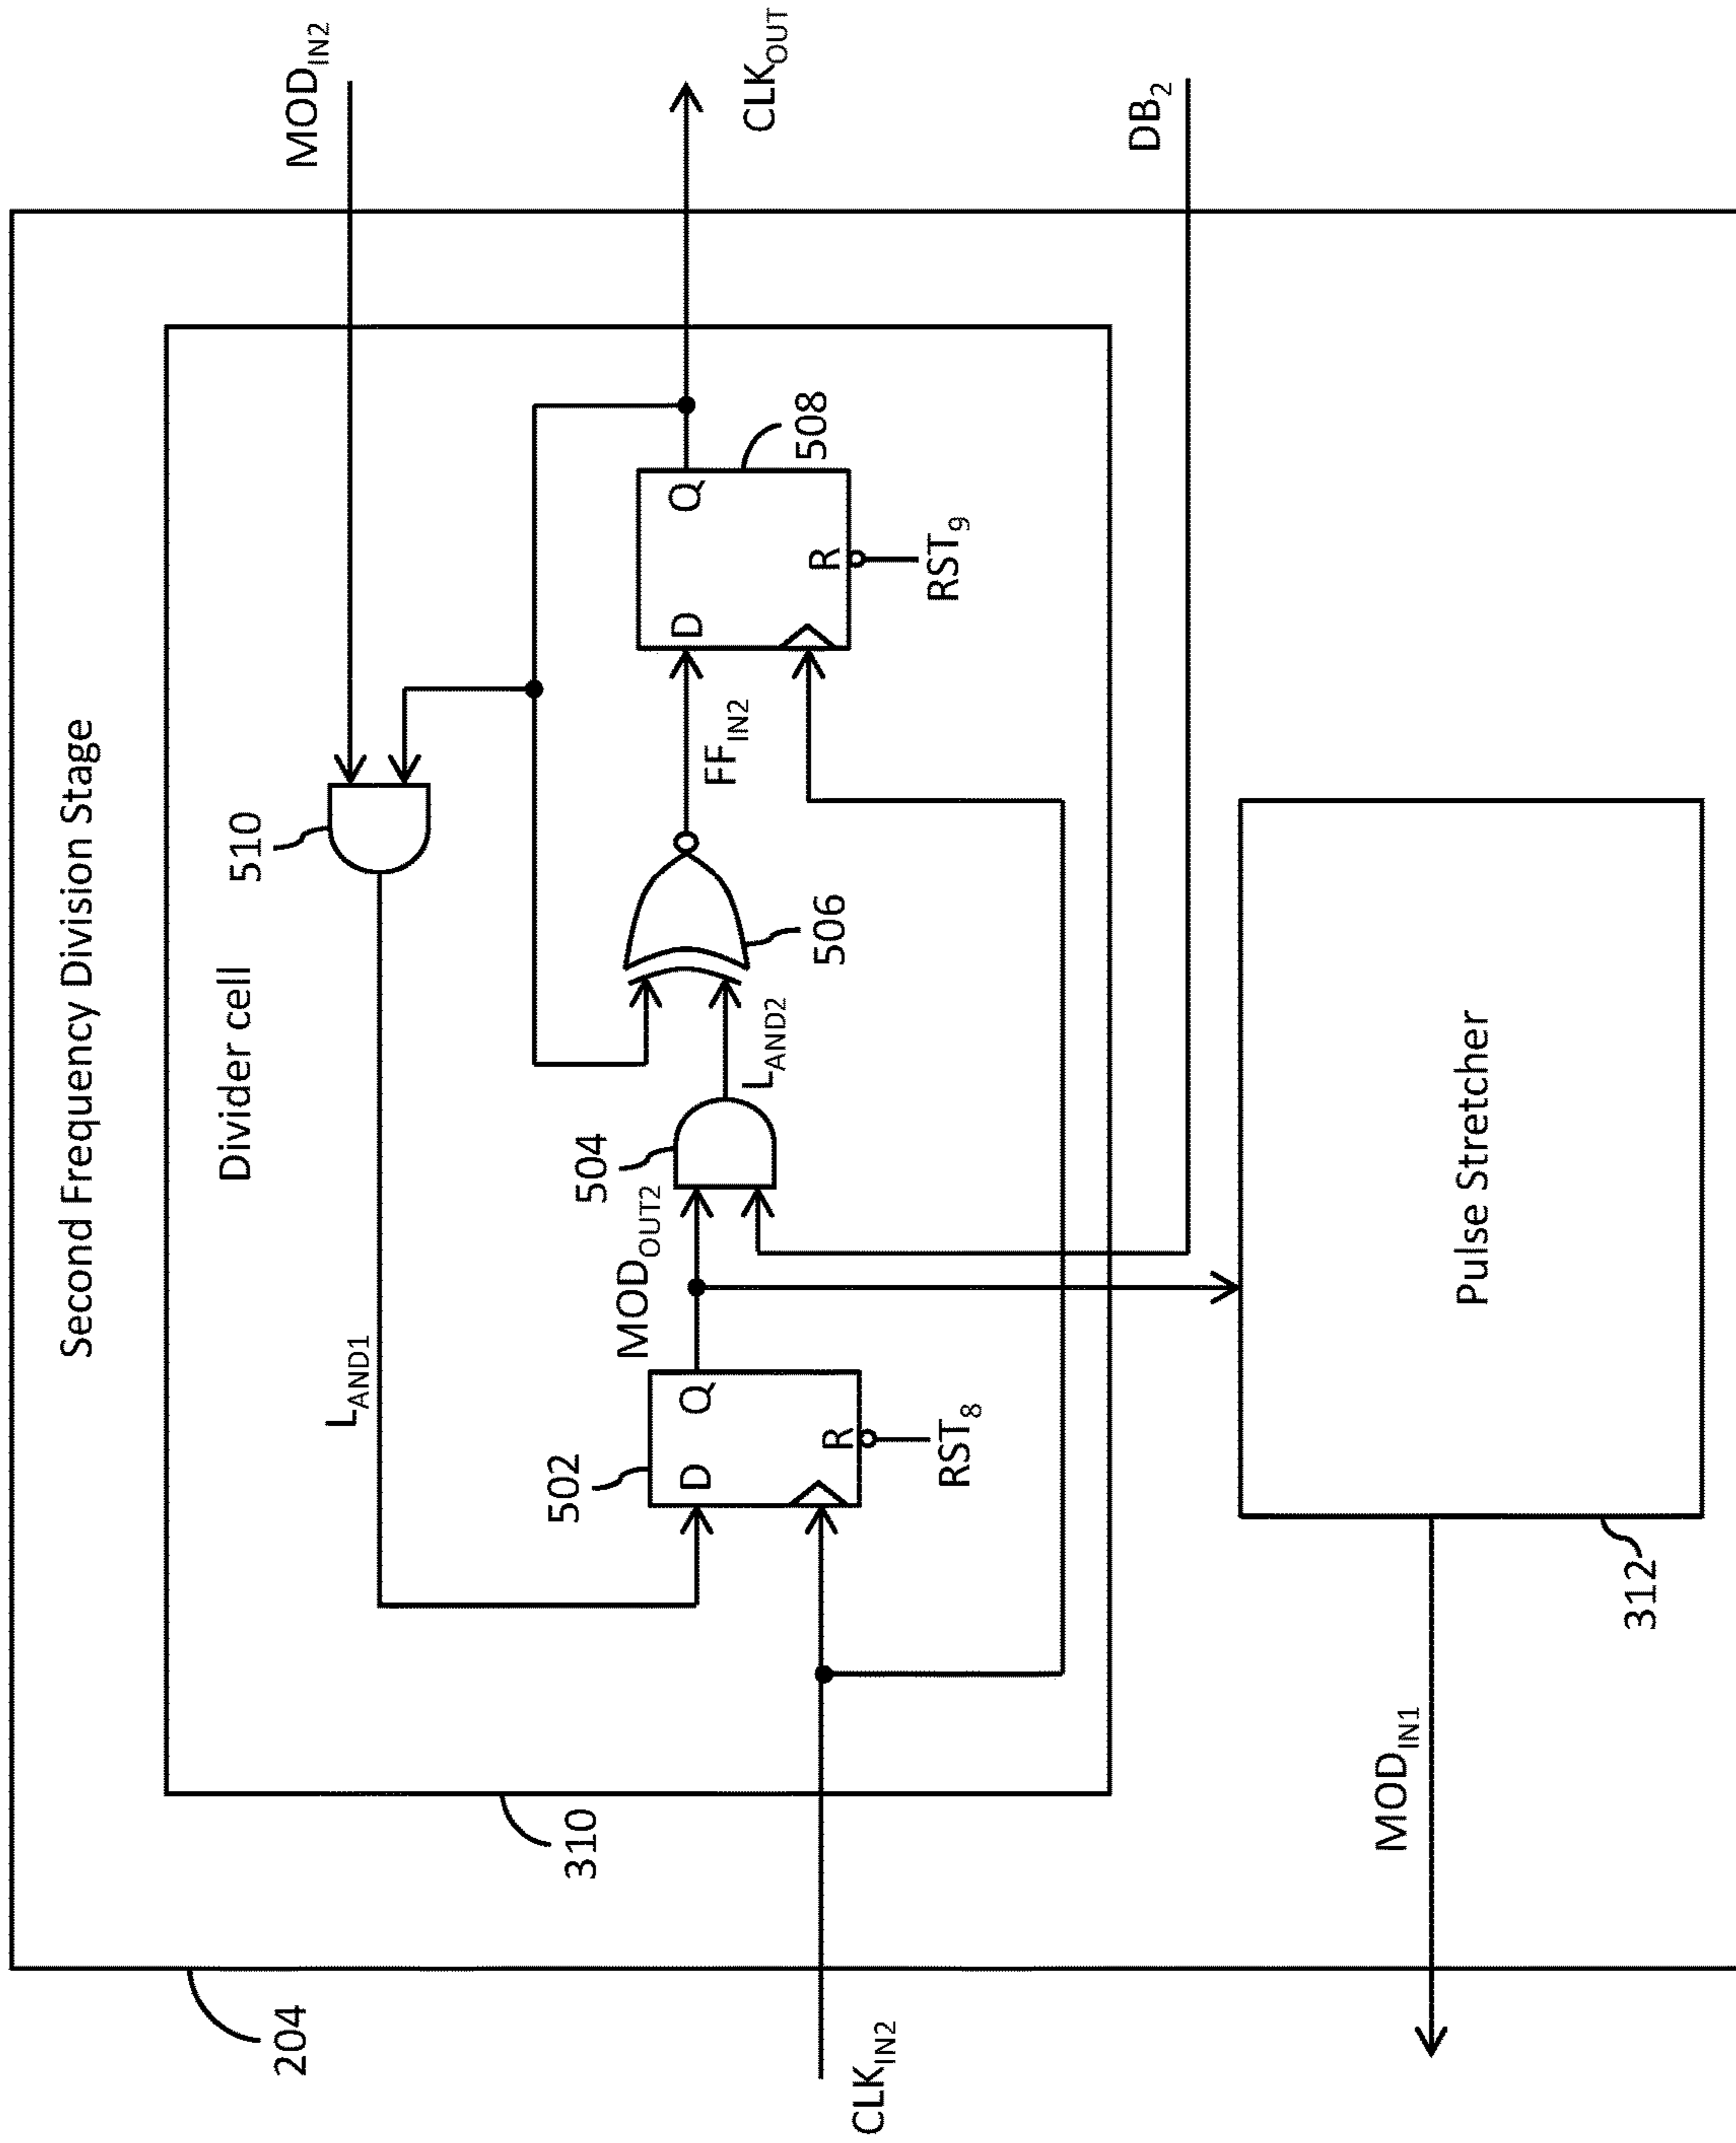 Second Frequency Division Stage
204
Divider cell
310
510
MOD_IN2
L_AND1
502
D
Q
R
RST_8
MOD_OUT2
504
L_AND2
506
FF_IN2
D
Q
R
508
RST_9
CLK_OUT
CLK_IN2
DB_2
MOD_IN1
Pulse Stretcher
312